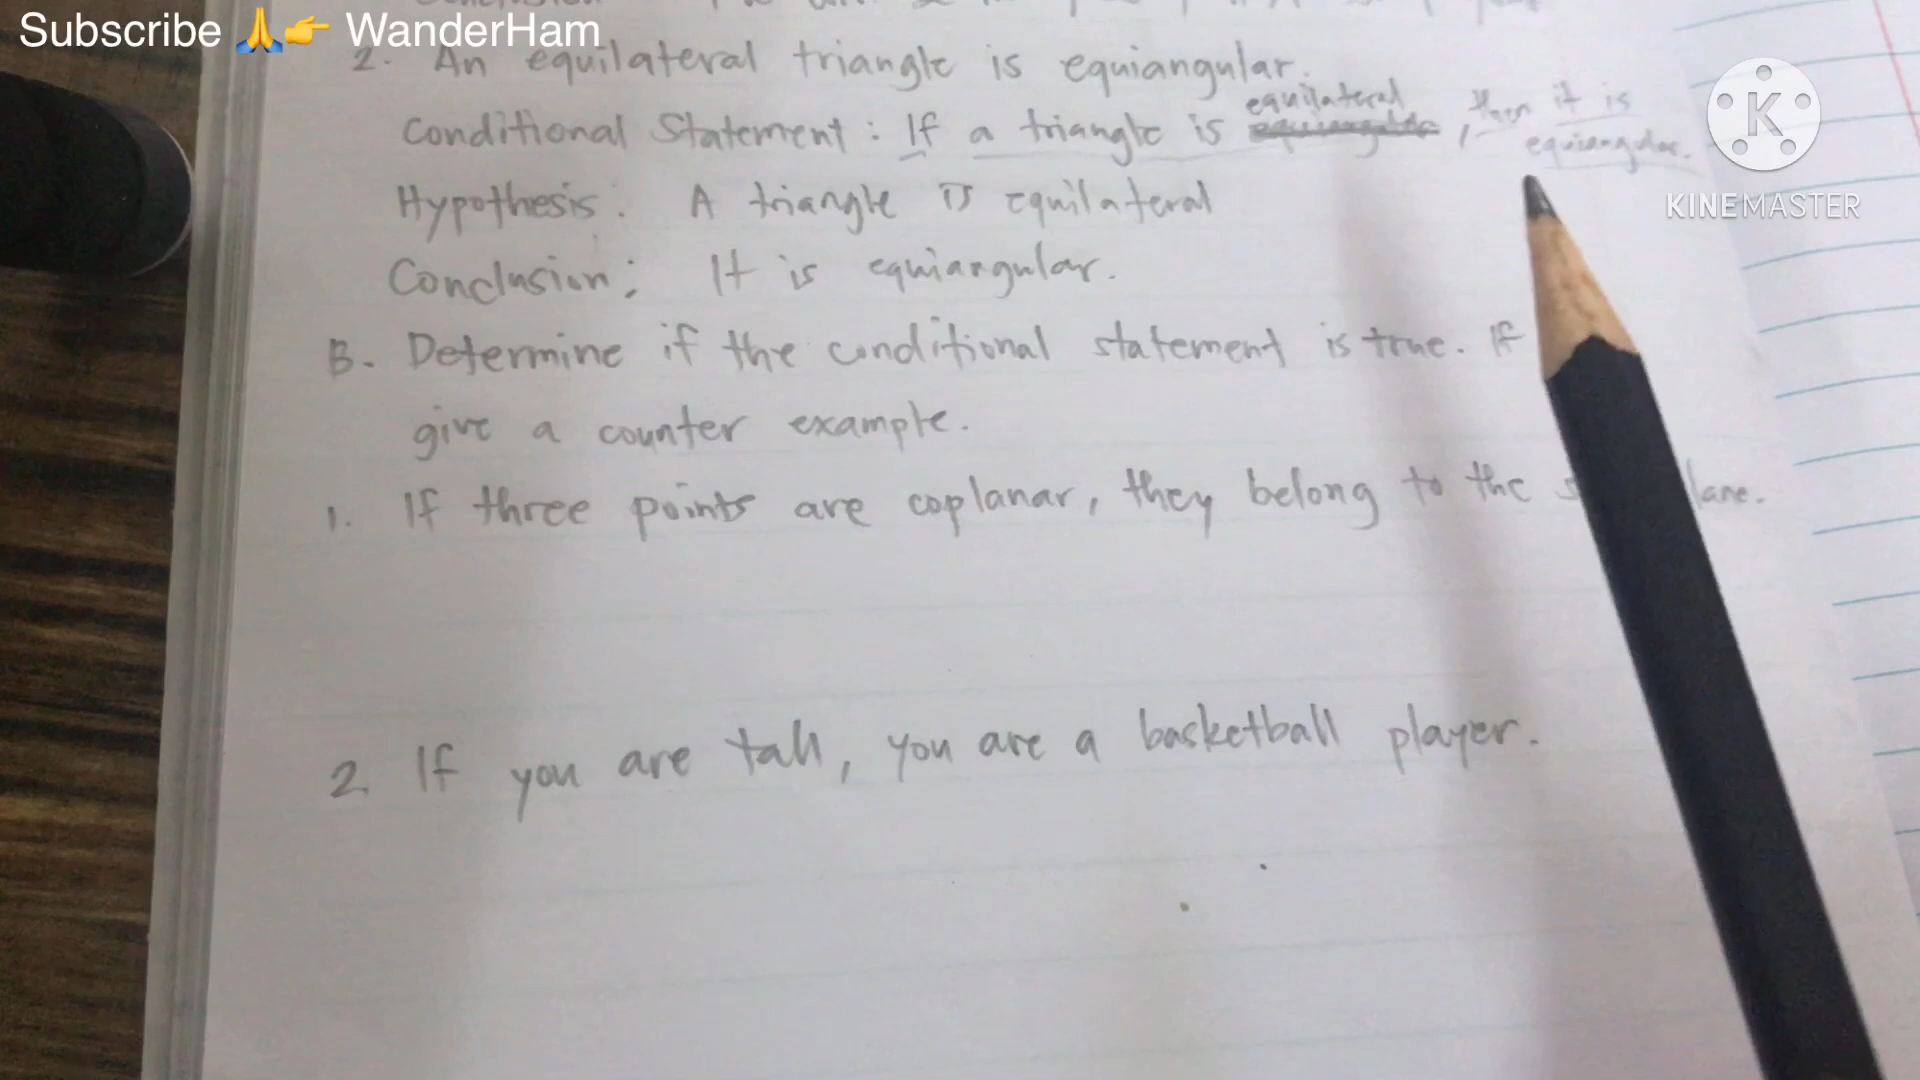 Subscribe 🙏👉 WanderHam
2. An equilateral triangle is equiangular.
Conditional Statement: If a triangle is equilateral, then it is equiangular.
KINEMASTER
Hypothesis: A triangle is equilateral
Conclusion: It is equiangular.
B. Determine if the conditional statement is true. If
give a counter example.
1. If three points are coplanar, they belong to the lane.
2 If you are tall, you are a basketball player.